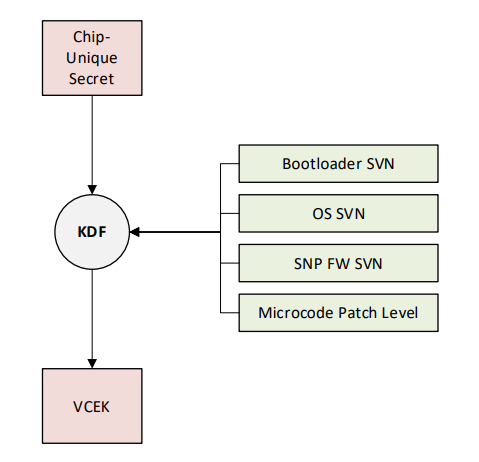 Chip-
Unique
Secret
Bootloader SVN
OS SVN
KDF
SNP FW SVN
Microcode Patch Level
VCEK